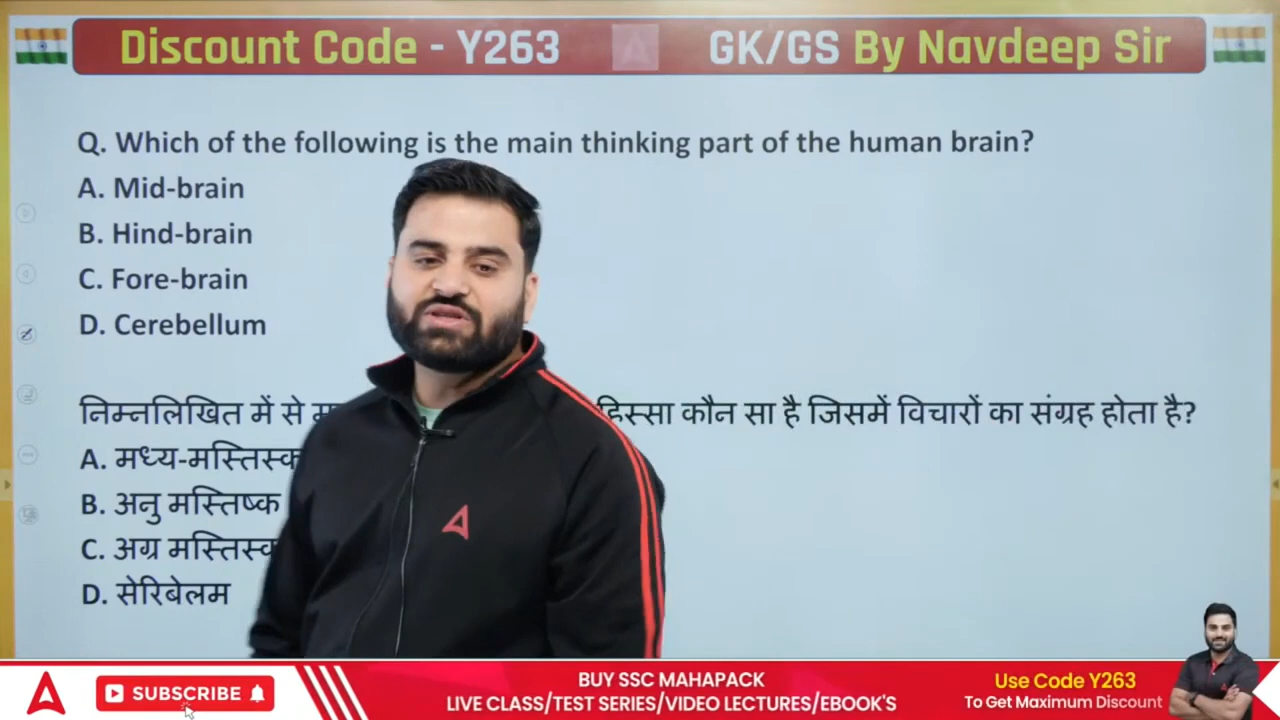 Discount Code - Y263
GK/GS By Navdeep Sir
Q. Which of the following is the main thinking part of the human brain?
A. Mid-brain
B. Hind-brain
C. Fore-brain
D. Cerebellum
निम्नलिखित में से हिस्सा कौन सा है जिसमें विचारों का संग्रह होता है?
A. मध्य-मस्तिस्क
B. अनु मस्तिष्क
C. अग्र मस्तिस्क
D. सेरिबेलम
SUBSCRIBE
BUY SSC MAHAPACK
LIVE CLASS/TEST SERIES/VIDEO LECTURES/EBOOK'S
Use Code Y263
To Get Maximum Discount